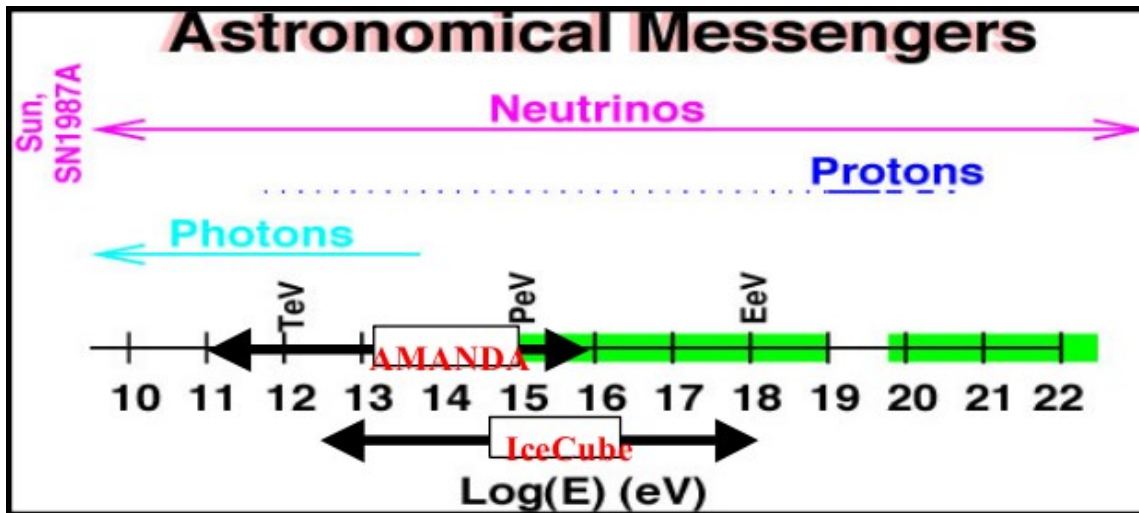 Astronomical Messengers
Sun,
SN1987A
Neutrinos
Protons
Photons
TeV
PeV
EeV
AMANDA
10 11 12 13 14 15 16 17 18 19 20 21 22
IceCube
Log(E) (eV)